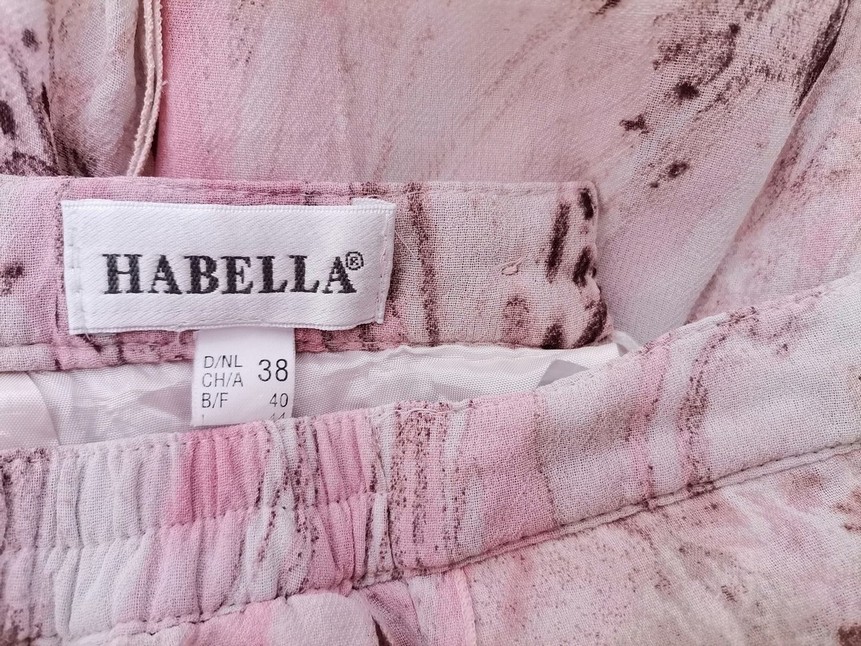 HABELLA®
D/NL 38
CH/A
B/F 40